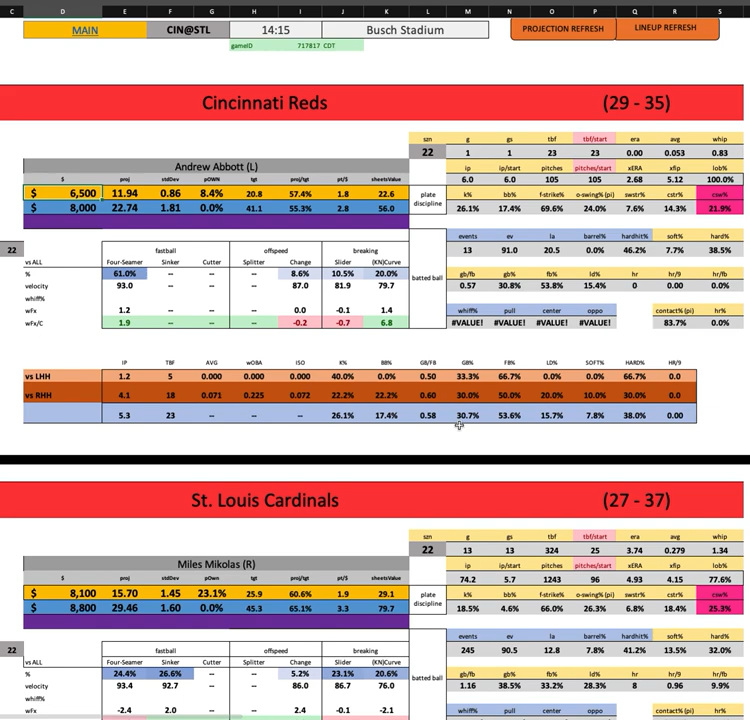 C D E F G H I J K L M N O P Q R S
MAIN CIN@STL 14:15 Busch Stadium PROJECTION REFRESH LINEUP REFRESH
gameID 717817 CDT
Cincinnati Reds (29 - 35)
szn g gs tbf tbf/start era avg whip
22 1 1 23 23 0.00 0.053 0.83
Andrew Abbott (L) ip ip/start pitches pitches/start xERA xfip lob%
$ proj stdDev pOWN tgt proj/tgt pt/$ sheetsValue 6.0 6.0 105 105 2.68 5.12 100.0%
$ 6,500 11.94 0.86 8.4% 20.8 57.4% 1.8 22.6 plate discipline k% bb% f-strike% o-swing% (pi) swstr% cstr% csw%
$ 8,000 22.74 1.81 0.0% 41.1 55.3% 2.8 56.0 26.1% 17.4% 69.6% 24.0% 7.6% 14.3% 21.9%
events ev la barrel% hardhit% soft% hard%
22 fastball offspeed breaking 13 91.0 20.5 0.0% 46.2% 7.7% 38.5%
vs ALL Four-Seamer Sinker Cutter Splitter Change Slider (KN)Curve
% 61.0% -- -- -- 8.6% 10.5% 20.0% batted ball gb/fb gb% fb% ld% hr hr/9 hr/fb
velocity 93.0 -- -- -- 87.0 81.9 79.7 0.57 30.8% 53.8% 15.4% 0 0.00 0.0%
whiff%
wFx 1.2 -- -- -- 0.0 -0.1 1.4 whiff% pull center oppo contact% (pi) hr%
wFx/C 1.9 -- -- -- -0.2 -0.7 6.8 #VALUE! #VALUE! #VALUE! #VALUE! 83.7% 0.0%
IP TBF AVG wOBA ISO K% BB% GB/FB GB% FB% LD% SOFT% HARD% HR/9
vs LHH 1.2 5 0.000 0.000 0.000 40.0% 0.0% 0.50 33.3% 66.7% 0.0% 0.0% 66.7% 0.0
vs RHH 4.1 18 0.071 0.225 0.072 22.2% 22.2% 0.60 30.0% 50.0% 20.0% 10.0% 30.0% 0.0
5.3 23 -- -- -- 26.1% 17.4% 0.58 30.7% 53.6% 15.7% 7.8% 38.0% 0.00
St. Louis Cardinals (27 - 37)
szn g gs tbf tbf/start era avg whip
22 13 13 324 25 3.74 0.279 1.34
Miles Mikolas (R) ip ip/start pitches pitches/start xERA xfip lob%
$ proj stdDev pOwn tgt proj/tgt pt/$ sheetsValue 74.2 5.7 1243 96 4.93 4.15 77.6%
$ 8,100 15.70 1.45 23.1% 25.9 60.6% 1.9 29.1 plate discipline k% bb% f-strike% o-swing% (pi) swstr% cstr% csw%
$ 8,800 29.46 1.60 0.0% 45.3 65.1% 3.3 79.7 18.5% 4.6% 66.0% 26.3% 6.8% 18.4% 25.3%
events ev la barrel% hardhit% soft% hard%
22 fastball offspeed breaking 245 90.5 12.8 7.8% 41.2% 13.5% 32.0%
vs ALL Four-Seamer Sinker Cutter Splitter Change Slider (KN)Curve
% 24.4% 26.6% -- -- 5.2% 23.1% 20.6% batted ball gb/fb gb% fb% ld% hr hr/9 hr/fb
velocity 93.4 92.7 -- -- 86.0 86.7 76.0 1.16 38.5% 33.2% 28.3% 8 0.96 9.9%
whiff%
wFx -2.4 2.0 -- -- 2.4 -0.1 -2.1 whiff% pull center oppo contact% (pi) hr%